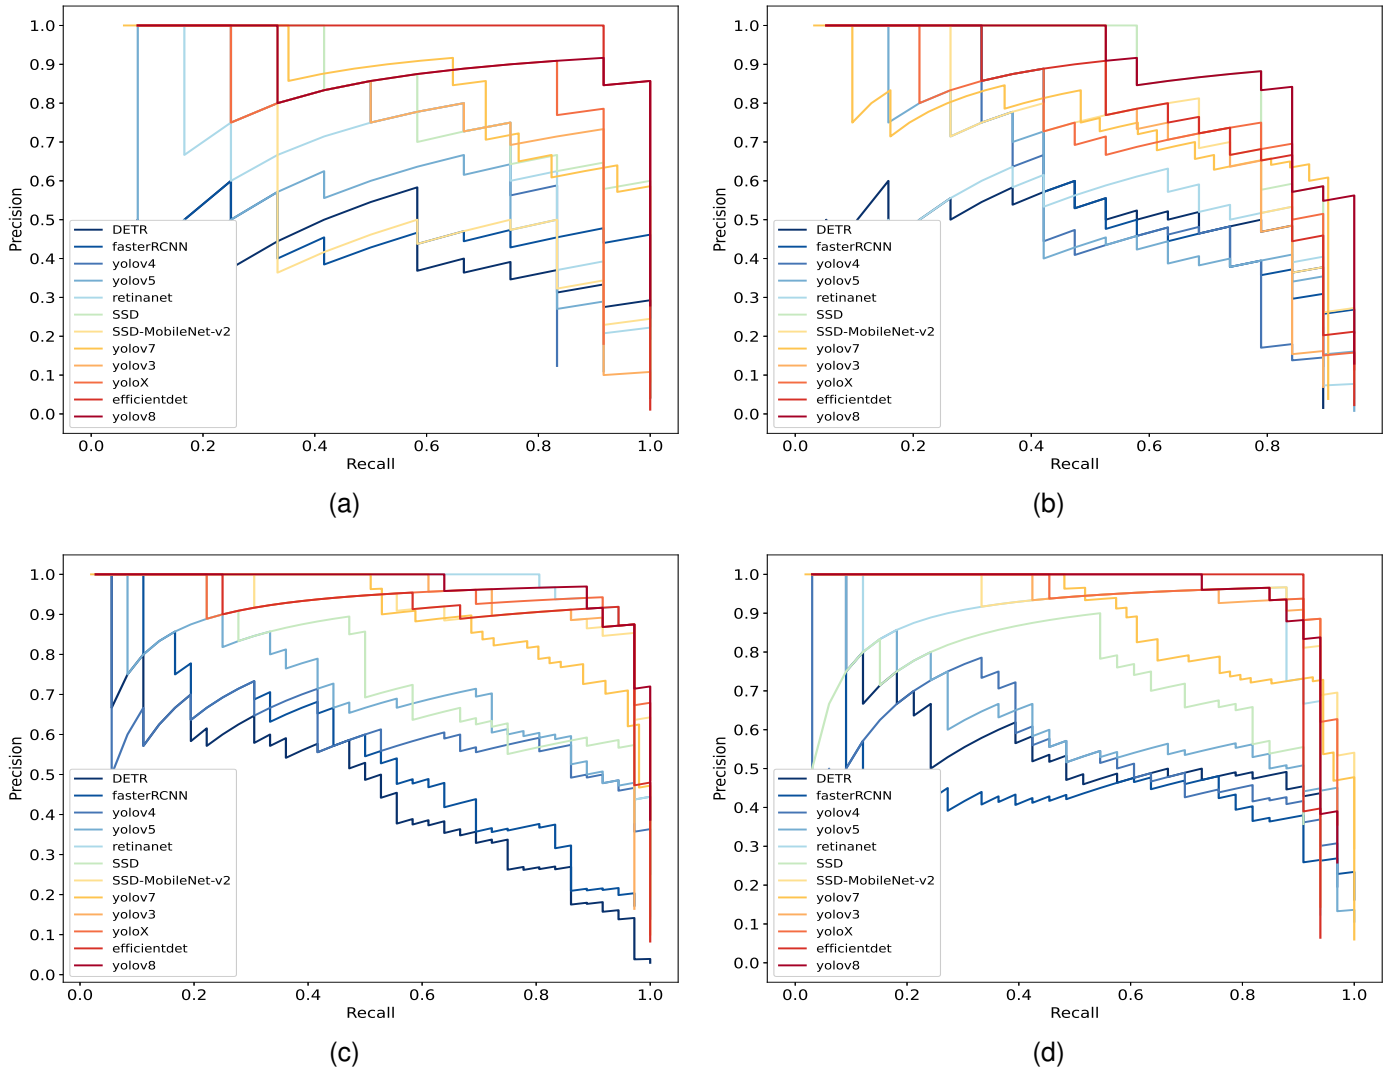 1.0
0.9
0.8
0.7
0.6
0.5
0.4
0.3
0.2
0.1
0.0
Precision
DETR
fasterRCNN
yolov4
yolov5
retinanet
SSD
SSD-MobileNet-v2
yolov7
yolov3
yoloX
efficientdet
yolov8
0.0 0.2 0.4 0.6 0.8 1.0
Recall
(a)
1.0
0.9
0.8
0.7
0.6
0.5
0.4
0.3
0.2
0.1
0.0
Precision
DETR
fasterRCNN
yolov4
yolov5
retinanet
SSD
SSD-MobileNet-v2
yolov7
yolov3
yoloX
efficientdet
yolov8
0.0 0.2 0.4 0.6 0.8
Recall
(b)
1.0
0.9
0.8
0.7
0.6
0.5
0.4
0.3
0.2
0.1
0.0
Precision
DETR
fasterRCNN
yolov4
yolov5
retinanet
SSD
SSD-MobileNet-v2
yolov7
yolov3
yoloX
efficientdet
yolov8
0.0 0.2 0.4 0.6 0.8 1.0
Recall
(c)
1.0
0.9
0.8
0.7
0.6
0.5
0.4
0.3
0.2
0.1
0.0
Precision
DETR
fasterRCNN
yolov4
yolov5
retinanet
SSD
SSD-MobileNet-v2
yolov7
yolov3
yoloX
efficientdet
yolov8
0.0 0.2 0.4 0.6 0.8 1.0
Recall
(d)